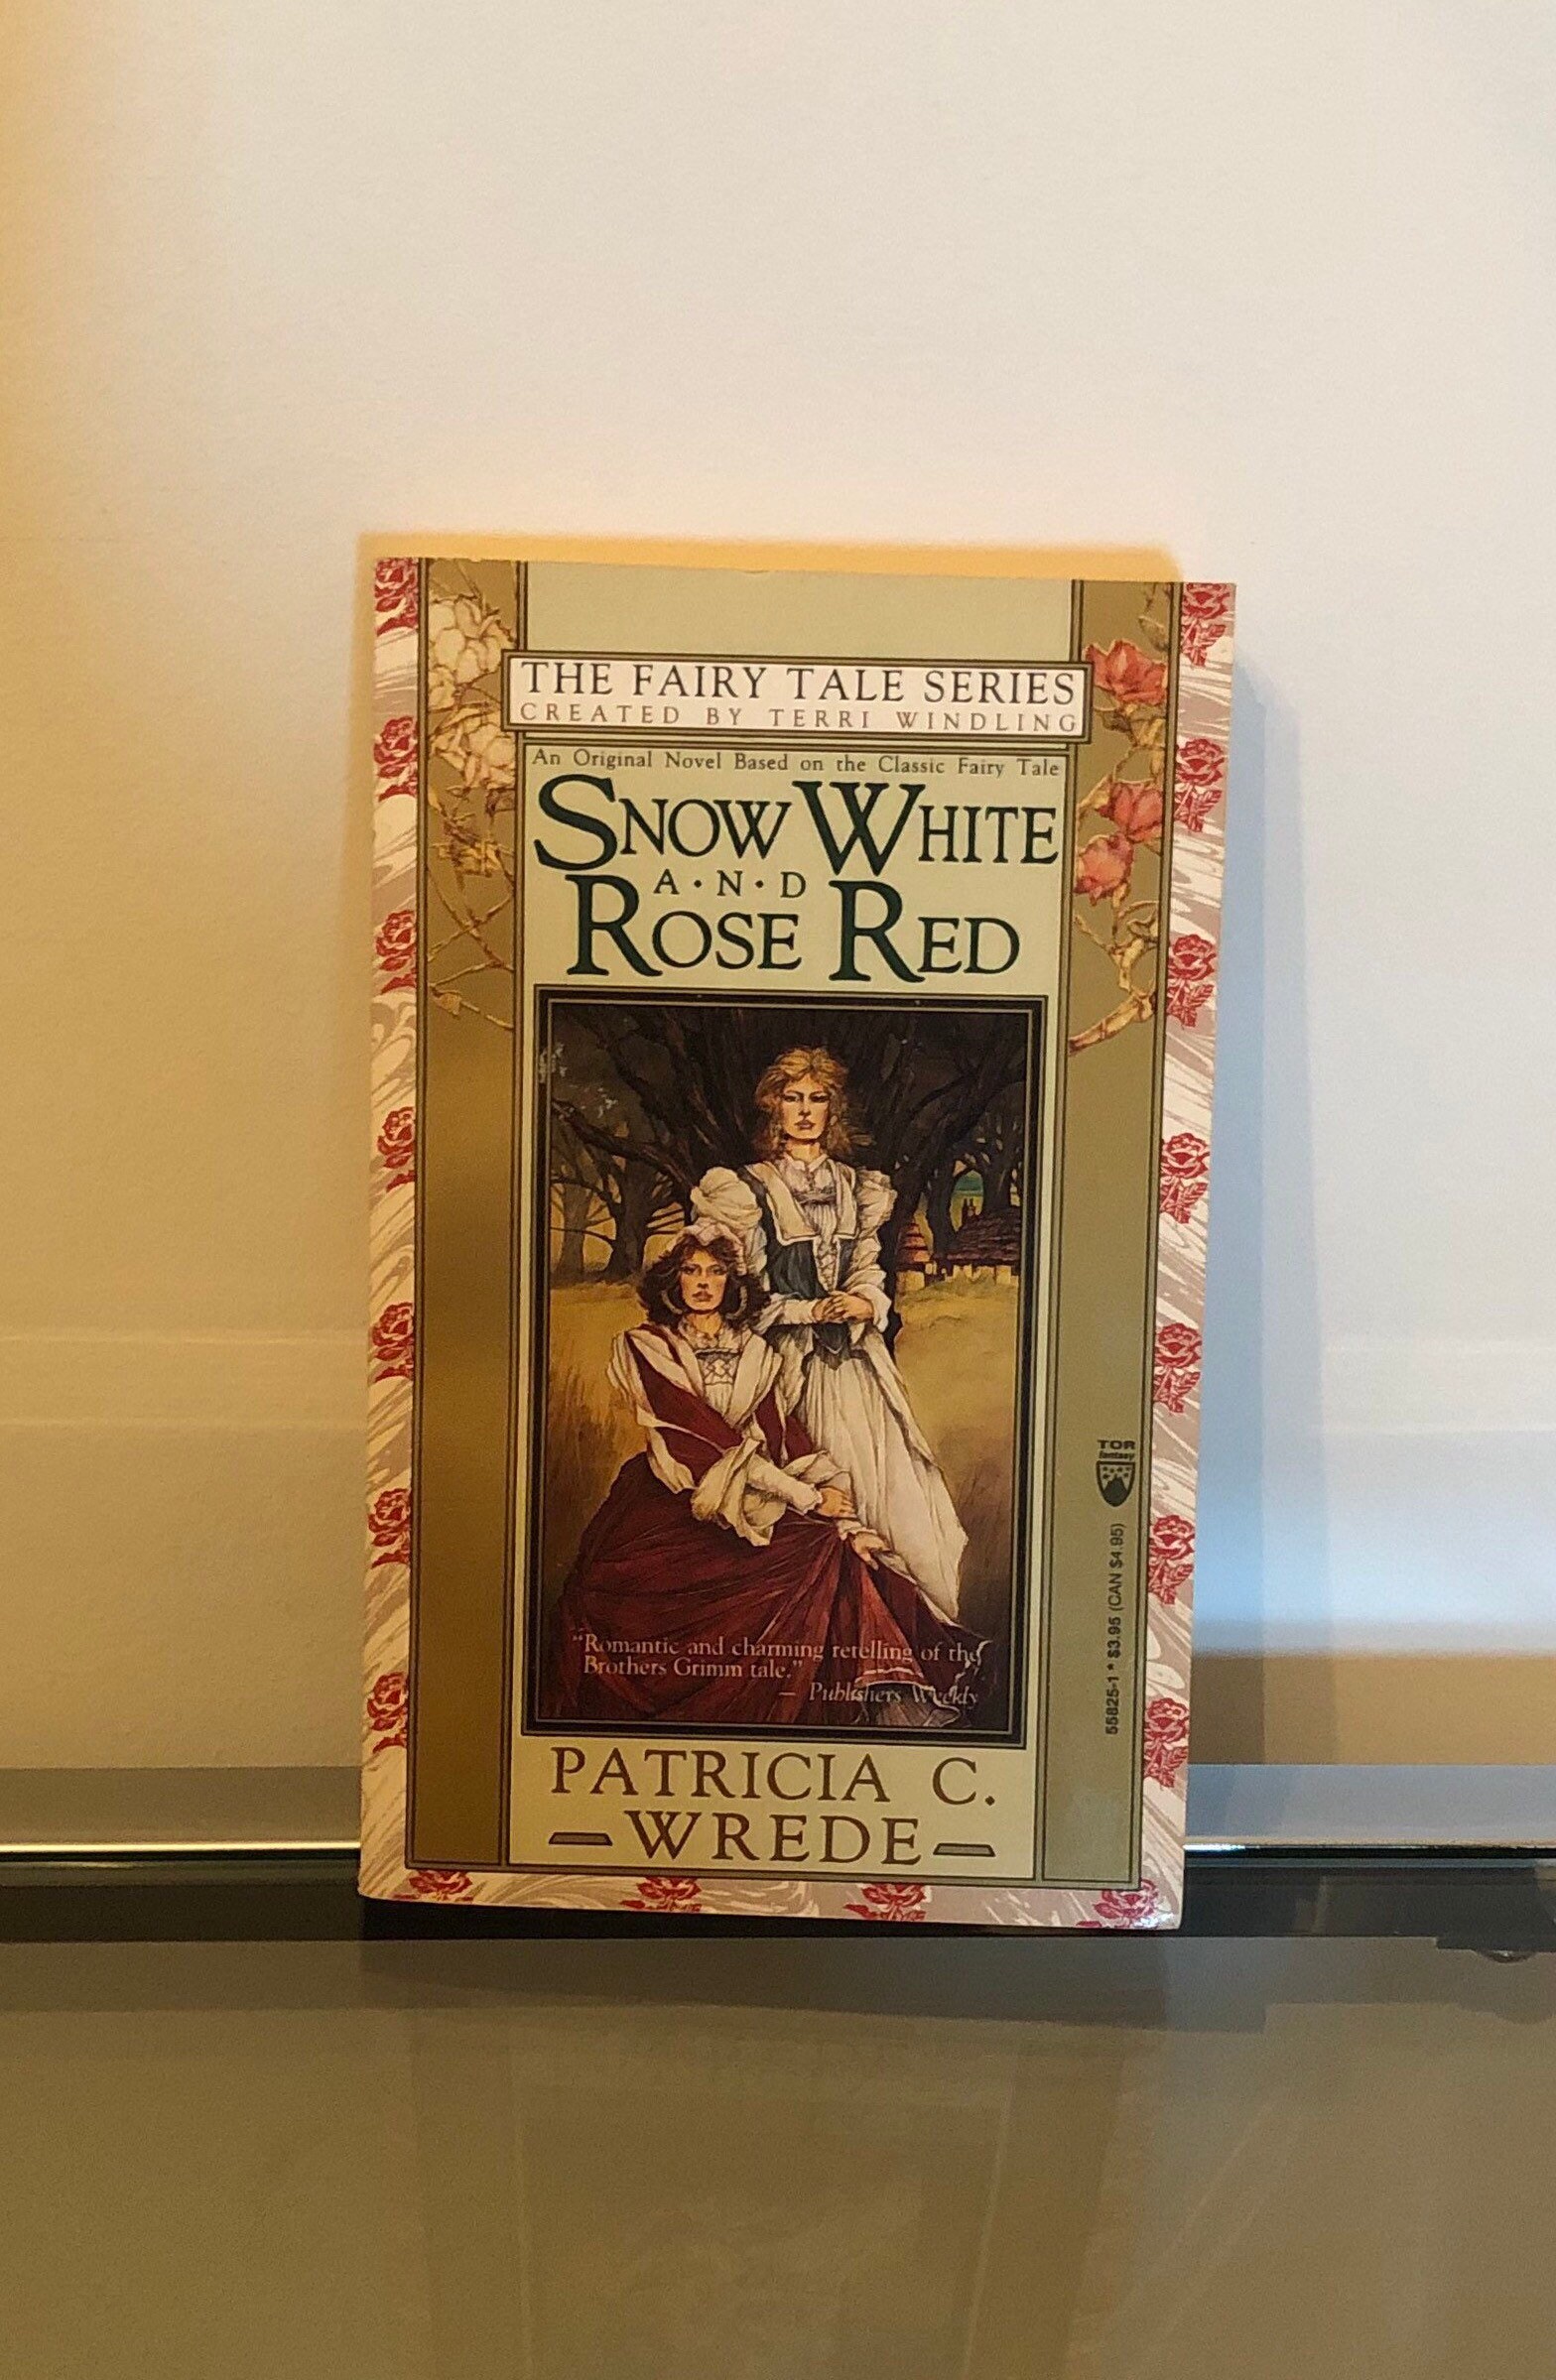 THE FAIRY TALE SERIES
CREATED BY TERRI WINDLING
An Original Novel Based on the Classic Fairy Tale
SNOW WHITE
A·N·D
ROSE RED
"Romantic and charming retelling of the
Brothers Grimm tale."
— Publishers Weekly
TOR
fantasy
55825-1 * $3.95 (CAN $4.95)
PATRICIA C.
WREDE